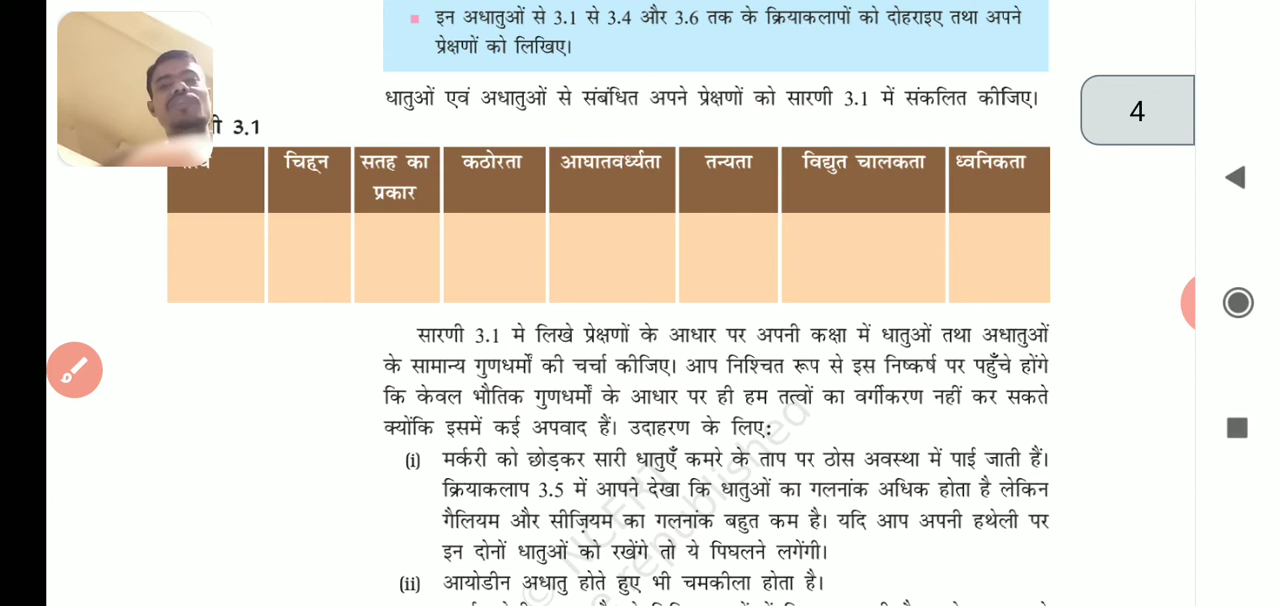 इन अधातुओं से 3.1 से 3.4 और 3.6 तक के क्रियाकलापों को दोहराइए तथा अपने
प्रेक्षणों को लिखिए।
धातुओं एवं अधातुओं से संबंधित अपने प्रेक्षणों को सारणी 3.1 में संकलित कीजिए।
4
3.1
चिह्न सतह का कठोरता आघातवर्ध्यता तन्यता विद्युत चालकता ध्वनिकता
प्रकार
सारणी 3.1 मे लिखे प्रेक्षणों के आधार पर अपनी कक्षा में धातुओं तथा अधातुओं
के सामान्य गुणधर्मों की चर्चा कीजिए। आप निश्चित रूप से इस निष्कर्ष पर पहुँचे होंगे
कि केवल भौतिक गुणधर्मों के आधार पर ही हम तत्वों का वर्गीकरण नहीं कर सकते
क्योंकि इसमें कई अपवाद हैं। उदाहरण के लिए:
(i) मर्करी को छोड़कर सारी धातुएँ कमरे के ताप पर ठोस अवस्था में पाई जाती हैं।
क्रियाकलाप 3.5 में आपने देखा कि धातुओं का गलनांक अधिक होता है लेकिन
गैलियम और सीज़ियम का गलनांक बहुत कम है। यदि आप अपनी हथेली पर
इन दोनों धातुओं को रखेंगे तो ये पिघलने लगेंगी।
(ii) आयोडीन अधातु होते हुए भी चमकीला होता है।
© NCERT
be republished